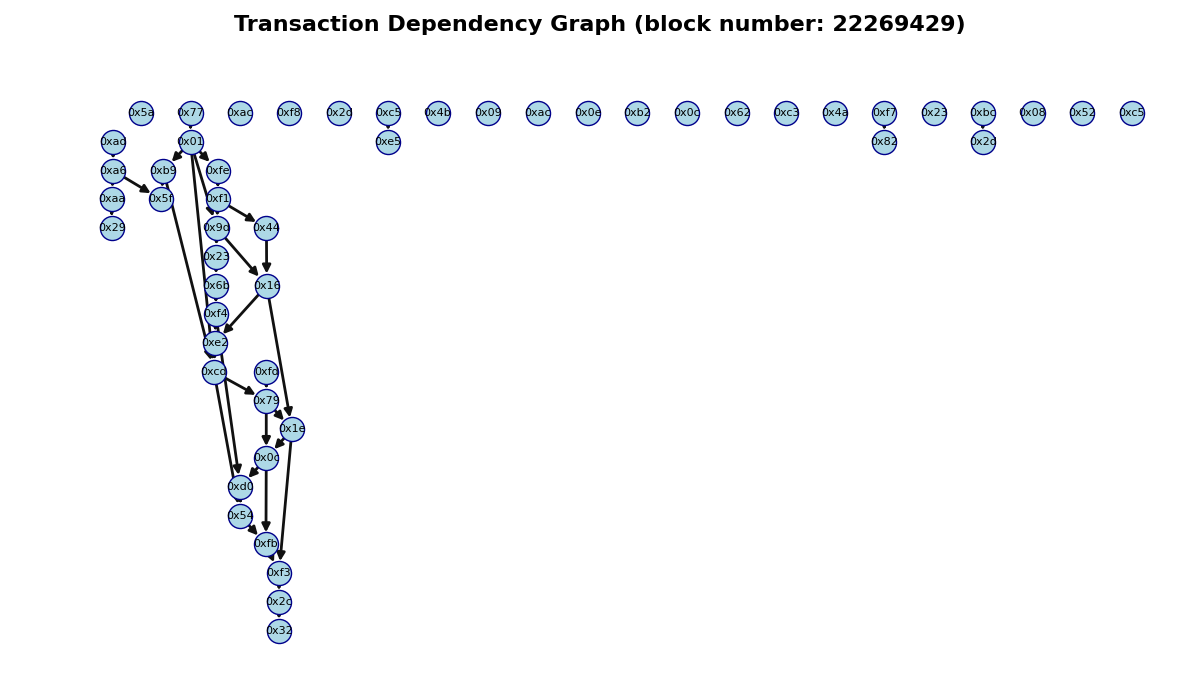 Transaction Dependency Graph (block number: 22269429)
0x5a 0x77 0xac 0xf8 0x2d 0xc5 0x4b 0x09 0xac 0x0e 0xb2 0x0c 0x62 0xc3 0x4a 0xf7 0x23 0xbc 0x08 0x52 0xc5
0xad 0x01 0xe5 0x82 0x2d
0xa6 0xb9 0xfe
0xaa 0x5f 0xf1
0x29 0x9d 0x44
0x23
0x6b 0x16
0xf4
0xe2
0xcd 0xfd
0x79
0x1e
0x0c
0xd0
0x54
0xfb
0xf3
0x2c
0x32